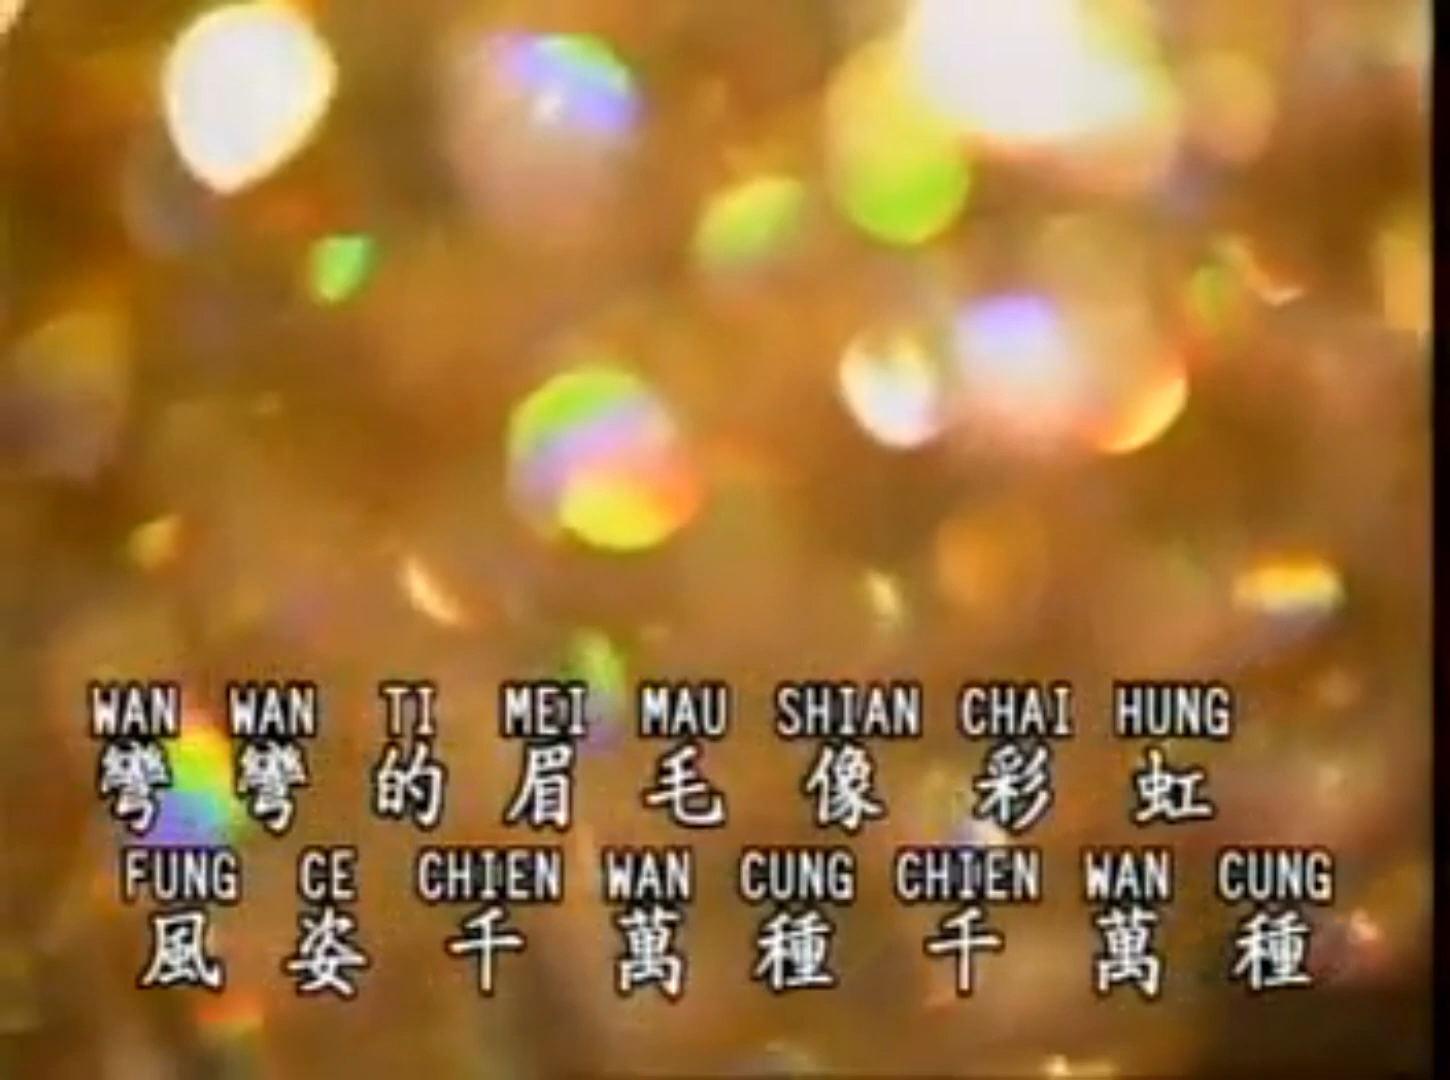 WAN WAN TI MEI MAU SHIAN CHAI HUNG
彎 彎 的 眉 毛 像 彩 虹
FUNG CE CHIEN WAN CUNG CHIEN WAN CUNG
風 姿 千 萬 種 千 萬 種